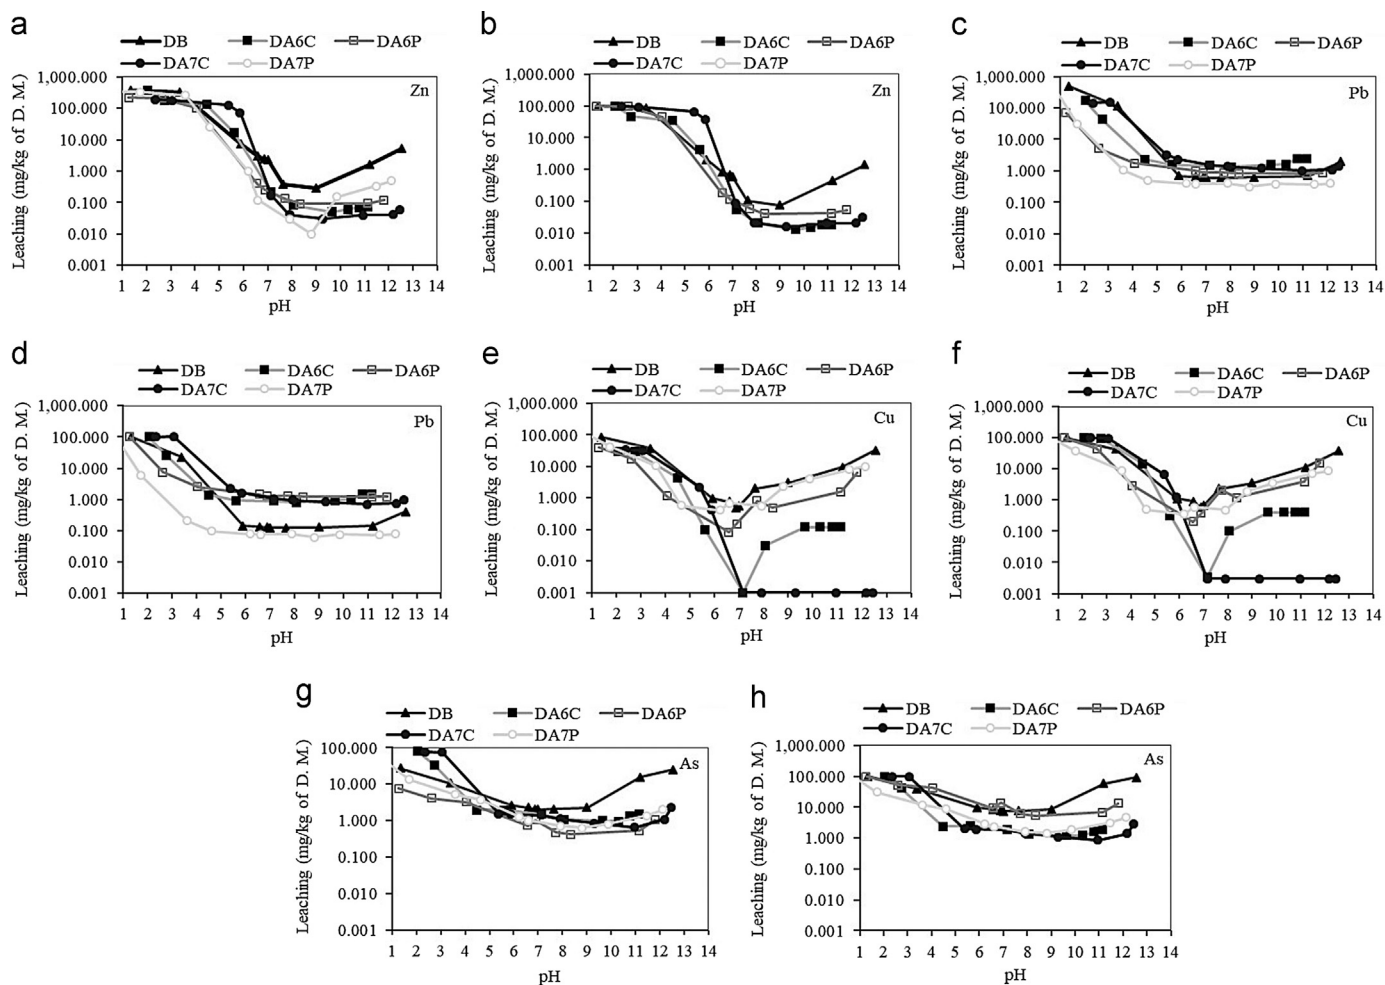 a
DB DA6C DA6P
DA7C DA7P
Leaching (mg/kg of D. M.)
1,000.000
100.000
10.000
1.000
0.100
0.010
0.001
Zn
1 2 3 4 5 6 7 8 9 10 11 12 13 14
pH
b
DB DA6C DA6P
DA7C DA7P
Leaching (mg/kg of D. M.)
1,000.000
100.000
10.000
1.000
0.100
0.010
0.001
Zn
1 2 3 4 5 6 7 8 9 10 11 12 13 14
pH
c
DB DA6C DA6P
DA7C DA7P
Leaching (mg/kg of D. M.)
1,000.000
100.000
10.000
1.000
0.100
0.010
0.001
Pb
1 2 3 4 5 6 7 8 9 10 11 12 13 14
pH
d
DB DA6C DA6P
DA7C DA7P
Leaching (mg/kg of D. M.)
1,000.000
100.000
10.000
1.000
0.100
0.010
0.001
Pb
1 2 3 4 5 6 7 8 9 10 11 12 13 14
pH
e
DB DA6C DA6P
DA7C DA7P
Leaching (mg/kg of D. M.)
1,000.000
100.000
10.000
1.000
0.100
0.010
0.001
Cu
1 2 3 4 5 6 7 8 9 10 11 12 13 14
pH
f
DB DA6C DA6P
DA7C DA7P
Leaching (mg/kg of D. M.)
1,000.000
100.000
10.000
1.000
0.100
0.010
0.001
Cu
1 2 3 4 5 6 7 8 9 10 11 12 13 14
pH
g
DB DA6C DA6P
DA7C DA7P
Leaching (mg/kg of D. M.)
100.000
10.000
1.000
0.100
0.010
0.001
As
1 2 3 4 5 6 7 8 9 10 11 12 13 14
pH
h
DB DA6C DA6P
DA7C DA7P
Leaching (mg/kg of D. M.)
1,000.000
100.000
10.000
1.000
0.100
0.010
0.001
As
1 2 3 4 5 6 7 8 9 10 11 12 13 14
pH